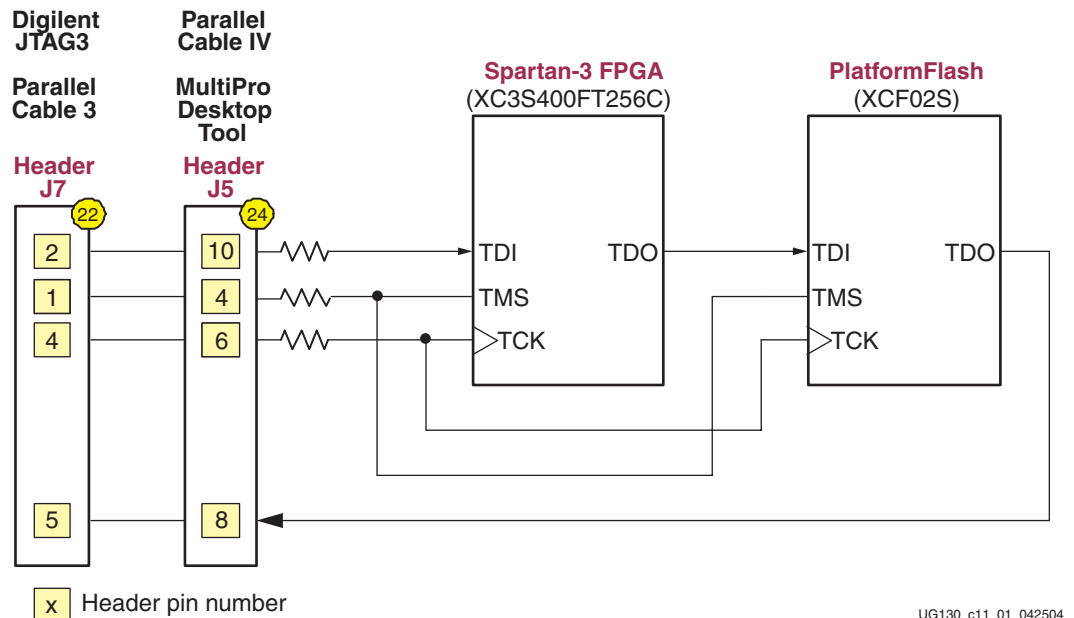 Digilent
JTAG3
Parallel
Cable IV
Parallel
Cable 3
MultiPro
Desktop
Tool
Header
J7
Header
J5
Spartan-3 FPGA
(XC3S400FT256C)
PlatformFlash
(XCF02S)
22
24
2
10
TDI
TDO
TDI
TDO
1
4
TMS
TMS
4
6
TCK
TCK
5
8
x Header pin number
UG130_c11_01_042504